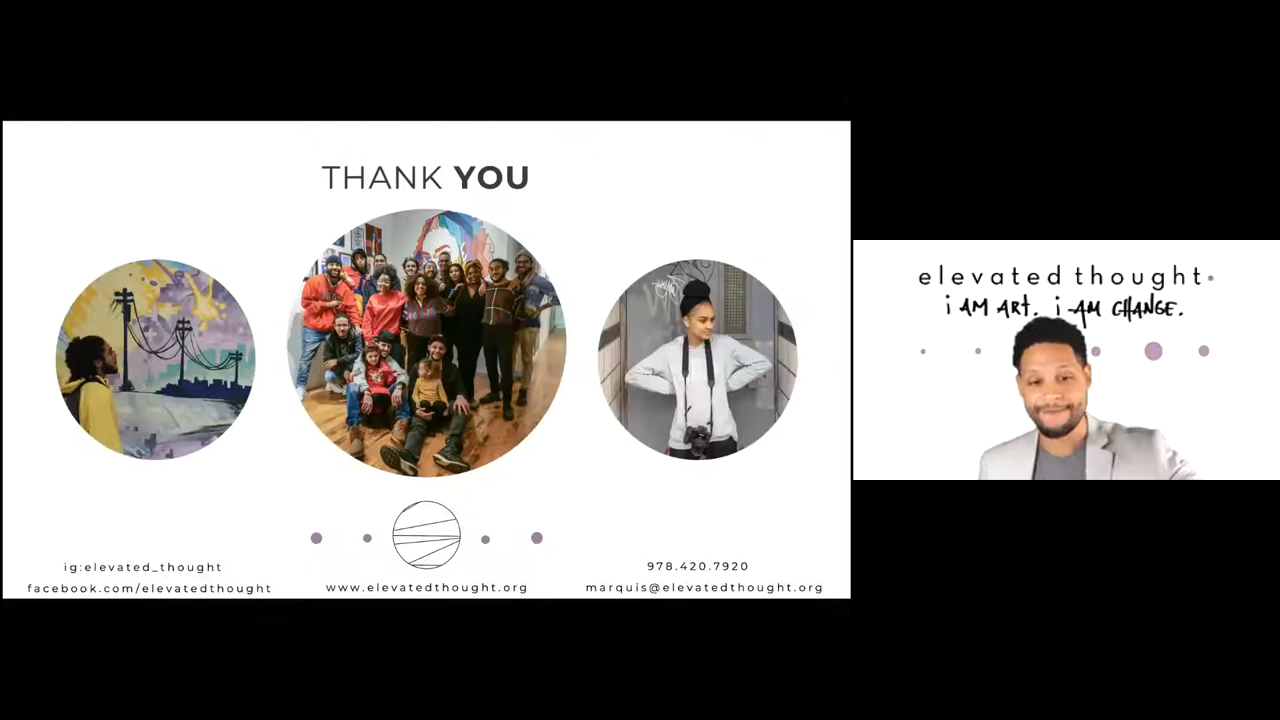 THANK YOU
ig:elevated_thought
facebook.com/elevatedthought
www.elevatedthought.org
978.420.7920
marquis@elevatedthought.org
elevated thought
i AM ARt. i AM CHANGE.